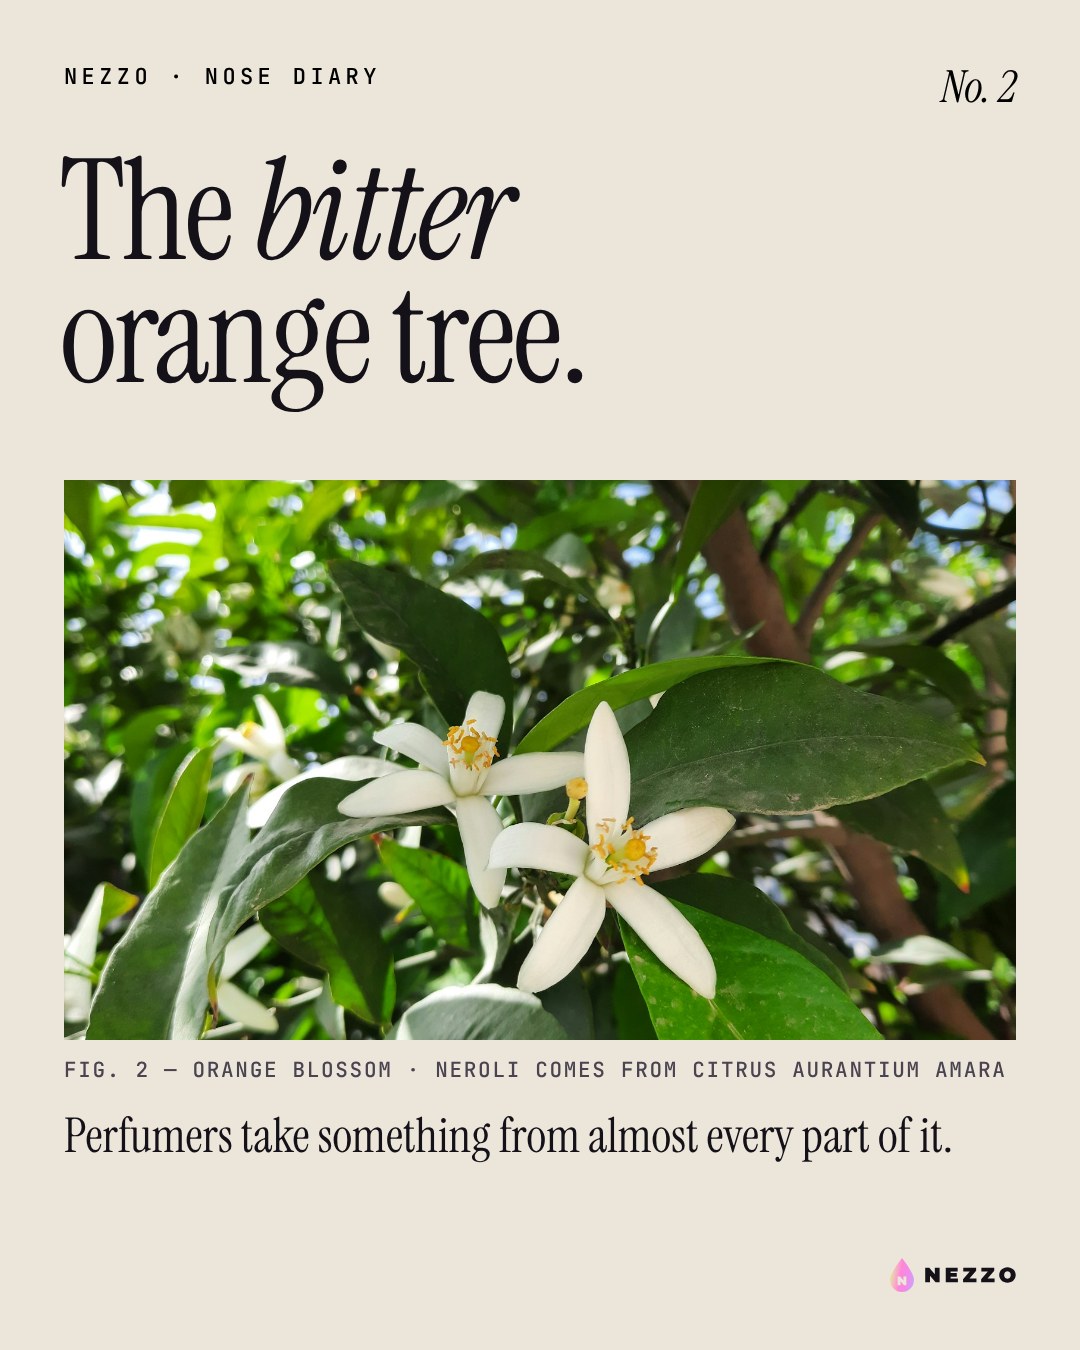 NEZZO · NOSE DIARY
No. 2
The bitter
orange tree.
FIG. 2 — ORANGE BLOSSOM · NEROLI COMES FROM CITRUS AURANTIUM AMARA
Perfumers take something from almost every part of it.
N NEZZO